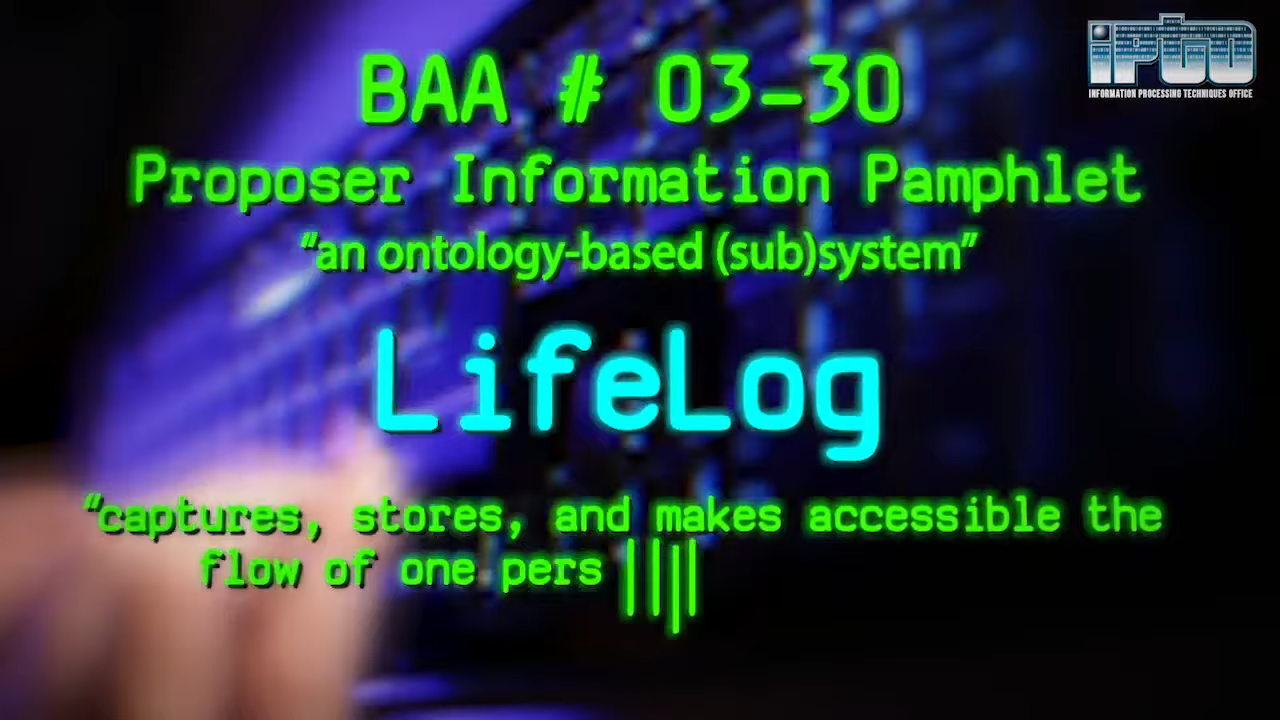 iPTO
INFORMATION PROCESSING TECHNIQUES OFFICE
BAA # 03-30
Proposer Information Pamphlet
"an ontology-based (sub)system"
LifeLog
"captures, stores, and makes accessible the
flow of one pers